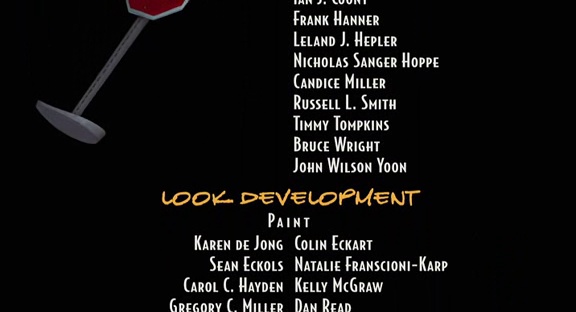 Ian J. Count
Frank Hanner
Leland J. Hepler
Nicholas Sanger Hoppe
Candice Miller
Russell L. Smith
Timmy Tompkins
Bruce Wright
John Wilson Yoon
LOOK DEVELOPMENT
Paint
Karen de Jong Colin Eckart
Sean Eckols Natalie Franscioni-Karp
Carol C. Hayden Kelly McGraw
Gregory C. Miller Dan Read